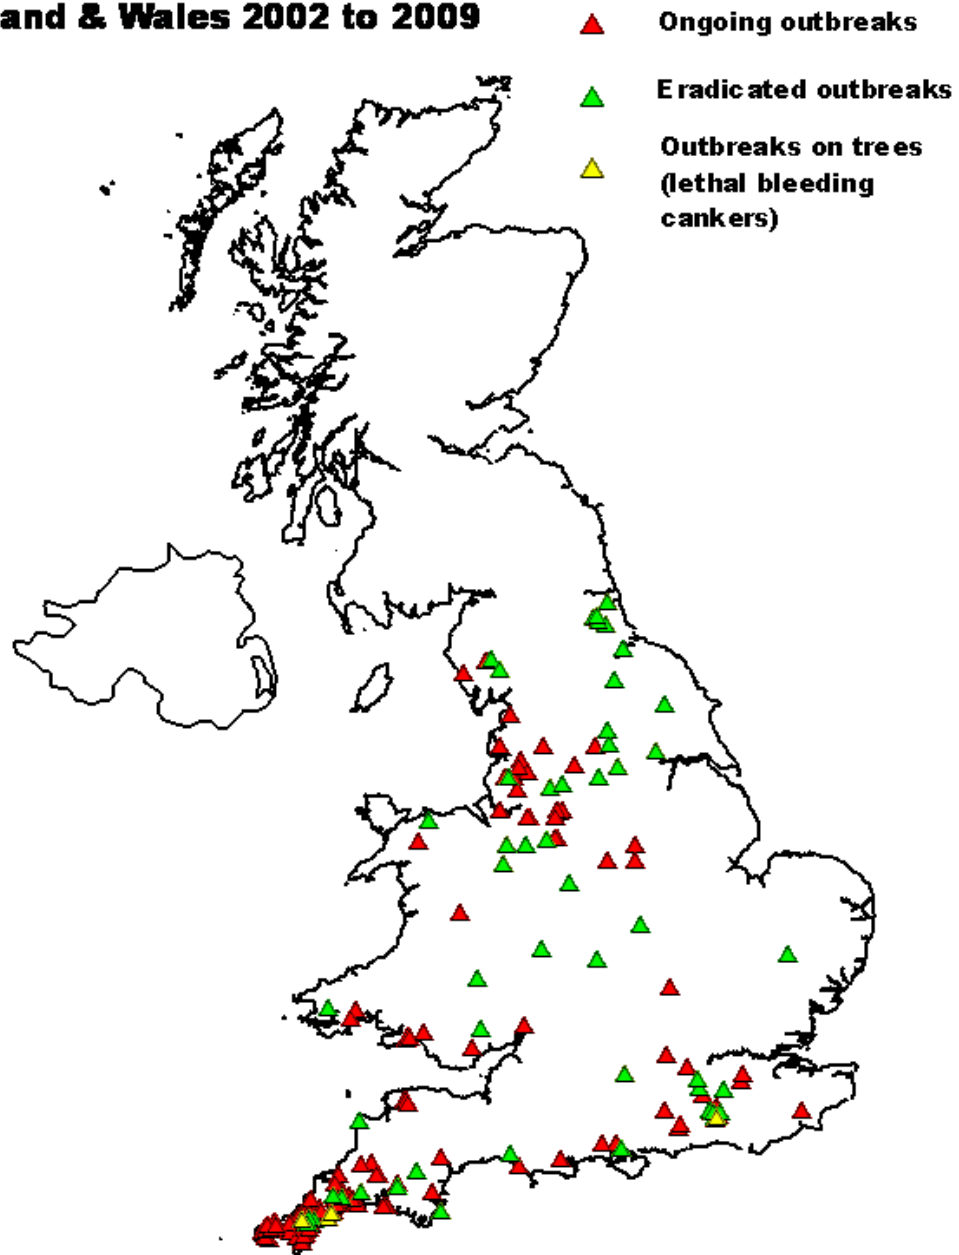 and & Wales 2002 to 2009
Ongoing outbreaks
Eradicated outbreaks
Outbreaks on trees
(lethal bleeding
cankers)